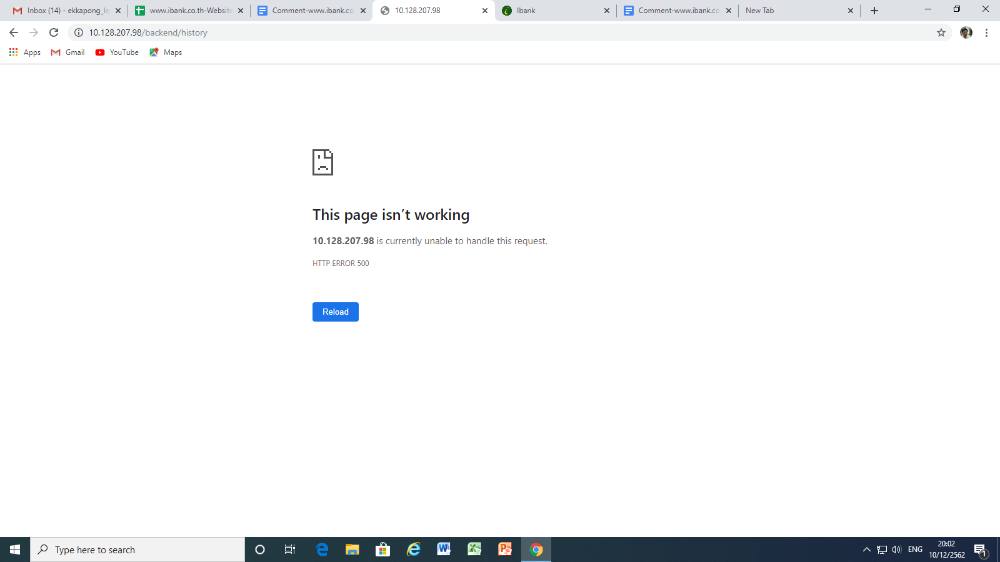 Inbox (14) - ekkapong_le
www.ibank.co.th-Website
Comment-www.ibank.co.
10.128.207.98
Ibank
Comment-www.ibank.co
New Tab
10.128.207.98/backend/history
Apps
Gmail
YouTube
Maps
This page isn’t working
10.128.207.98 is currently unable to handle this request.
HTTP ERROR 500
Reload
Type here to search
ENG
20:02
10/12/2562
1